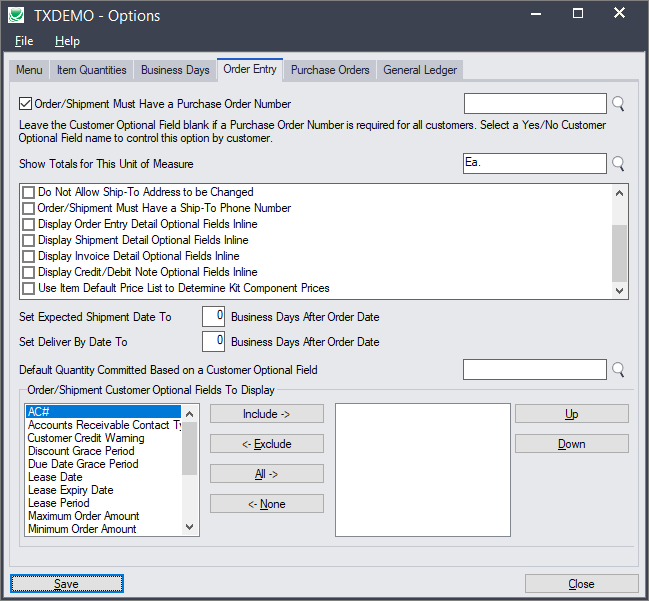 TXDEMO - Options
File Help
Menu Item Quantities Business Days Order Entry Purchase Orders General Ledger
Order/Shipment Must Have a Purchase Order Number
Leave the Customer Optional Field blank if a Purchase Order Number is required for all customers. Select a Yes/No Customer
Optional Field name to control this option by customer.
Show Totals for This Unit of Measure Ea.
Do Not Allow Ship-To Address to be Changed
Order/Shipment Must Have a Ship-To Phone Number
Display Order Entry Detail Optional Fields Inline
Display Shipment Detail Optional Fields Inline
Display Invoice Detail Optional Fields Inline
Display Credit/Debit Note Optional Fields Inline
Use Item Default Price List to Determine Kit Component Prices
Set Expected Shipment Date To 0 Business Days After Order Date
Set Deliver By Date To 0 Business Days After Order Date
Default Quantity Committed Based on a Customer Optional Field
Order/Shipment Customer Optional Fields To Display
AC#
Accounts Receivable Contact Ty
Customer Credit Warning
Discount Grace Period
Due Date Grace Period
Lease Date
Lease Expiry Date
Lease Period
Maximum Order Amount
Minimum Order Amount
Include ->
<- Exclude
All ->
<- None
Up
Down
Save Close